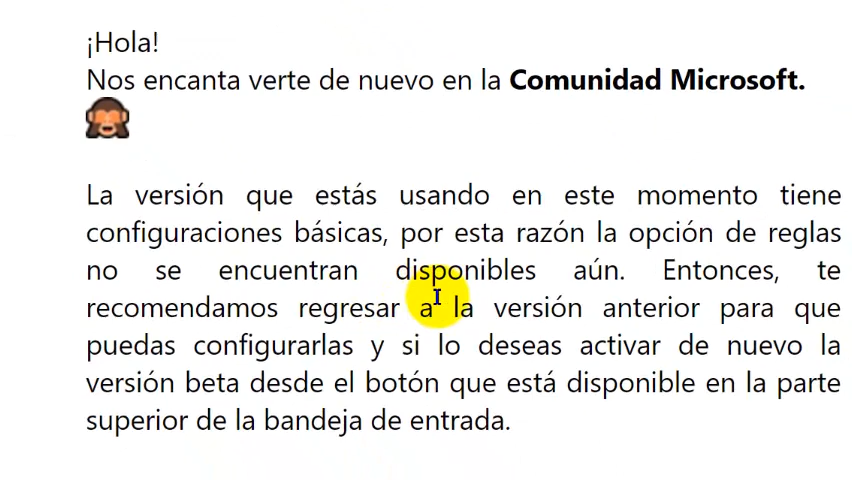 ¡Hola!
Nos encanta verte de nuevo en la Comunidad Microsoft.
🙈
La versión que estás usando en este momento tiene
configuraciones básicas, por esta razón la opción de reglas
no se encuentran disponibles aún. Entonces, te
recomendamos regresar a la versión anterior para que
puedas configurarlas y si lo deseas activar de nuevo la
versión beta desde el botón que está disponible en la parte
superior de la bandeja de entrada.